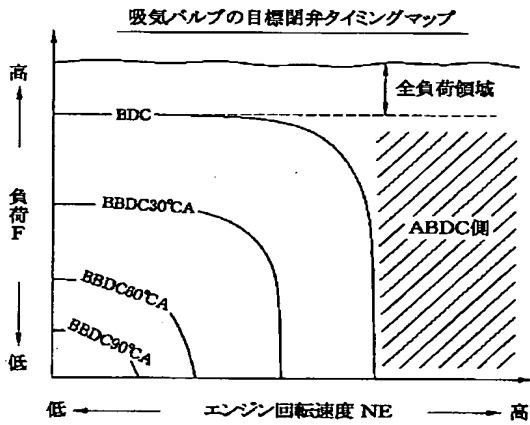 吸気バルブの目標閉弁タイミングマップ
高
全負荷領域
BDC
負荷F
BBDC30℃A
ABDC側
BBDC60℃A
BBDC90℃A
低
低 エンジン回転速度 NE 高